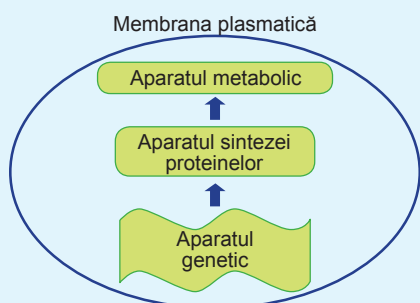 Membrana plasmatică
Aparatul metabolic
Aparatul sintezei
proteinelor
Aparatul
genetic